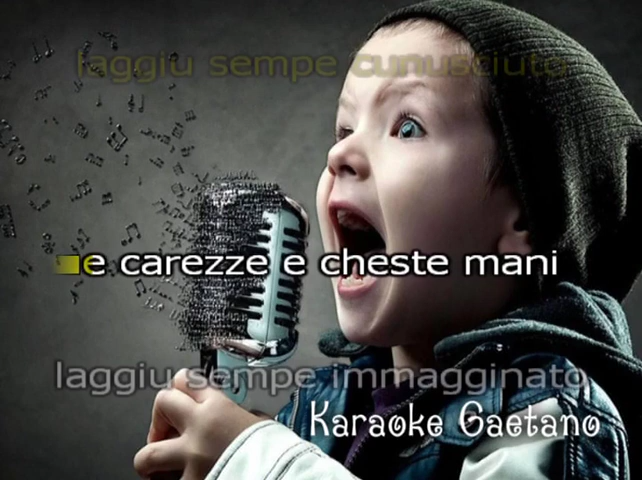 laggiu sempe cunusciuto
e carezze e cheste mani
laggiu sempe immagginato
Karaoke Gaetano